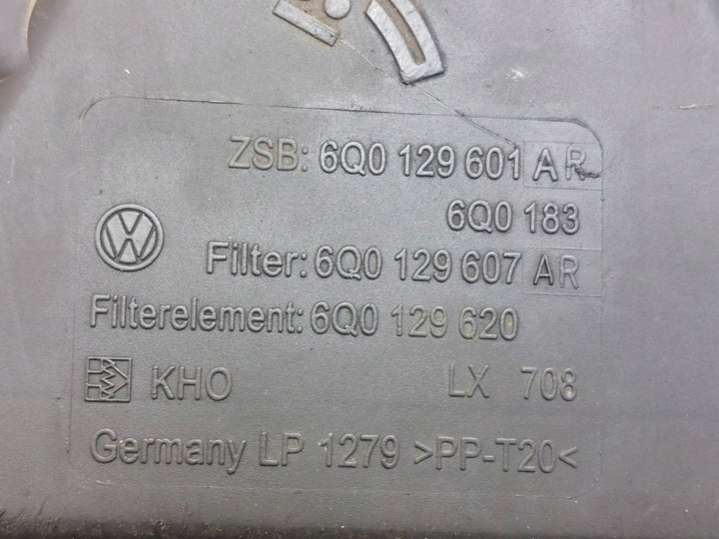 ZSB: 6Q0 129 601 AR
6Q0 183
Filter: 6Q0 129 607 AR
Filterelement: 6Q0 129 620
KHO LX 708
Germany LP 1279 >PP-T20<